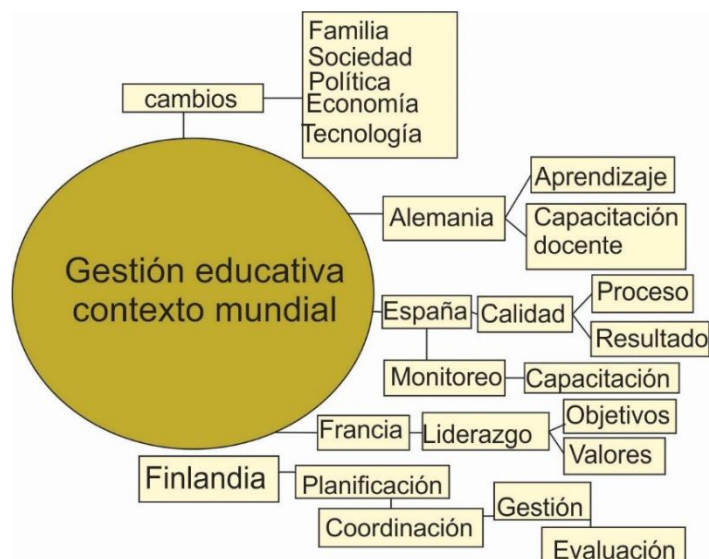 Familia
Sociedad
Política
Economía
Tecnología
cambios
Gestión educativa
contexto mundial
Alemania
Aprendizaje
Capacitación
docente
España
Calidad
Proceso
Resultado
Monitoreo
Capacitación
Francia
Liderazgo
Objetivos
Valores
Finlandia
Planificación
Coordinación
Gestión
Evaluación